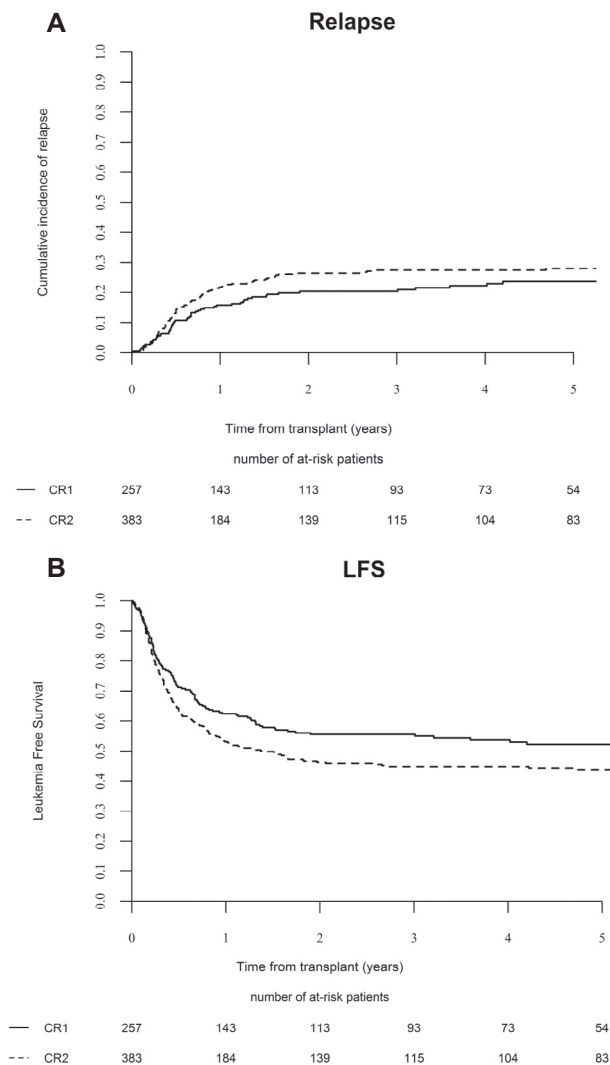 A
Relapse
Cumulative incidence of relapse
1.0
0.9
0.8
0.7
0.6
0.5
0.4
0.3
0.2
0.1
0.0
0 1 2 3 4 5
Time from transplant (years)
number of at-risk patients
CR1 257 143 113 93 73 54
CR2 383 184 139 115 104 83
B
LFS
Leukemia Free Survival
1.0
0.9
0.8
0.7
0.6
0.5
0.4
0.3
0.2
0.1
0.0
0 1 2 3 4 5
Time from transplant (years)
number of at-risk patients
CR1 257 143 113 93 73 54
CR2 383 184 139 115 104 83